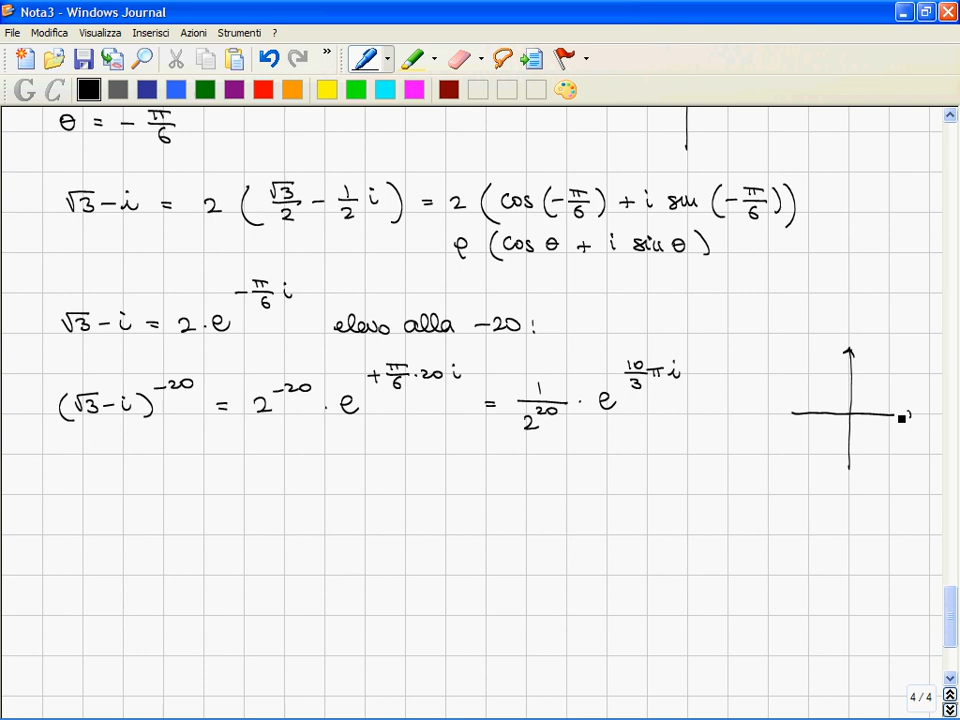 Nota3 - Windows Journal
File Modifica Visualizza Inserisci Azioni Strumenti ?
»
G C
θ = - π/6
√3 - i = 2 ( √3/2 - 1/2 i ) = 2 ( cos (-π/6) + i sin (-π/6))
ρ (cos θ + i sin θ)
√3 - i = 2 · e^(-π/6 i) elevo alla -20 :
(√3 - i)^(-20) = 2^(-20) · e^(+π/6 · 20 i) = 1/2^20 · e^(10/3 π i)
4 / 4